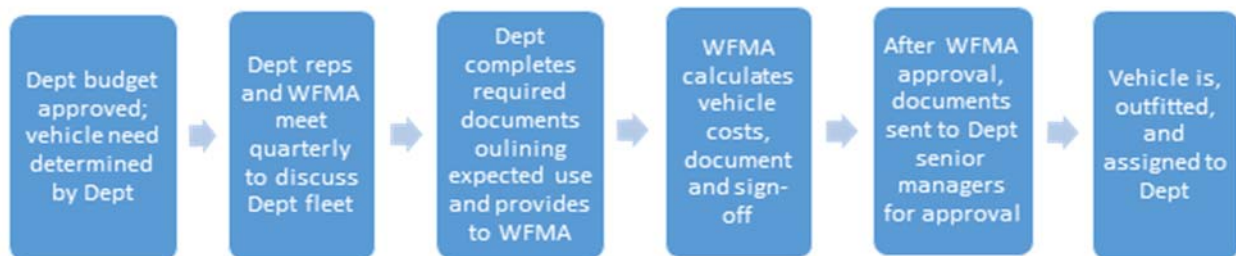 Dept budget
approved;
vehicle need
determined
by Dept
Dept reps
and WFMA
meet
quarterly
to discuss
Dept fleet
Dept
completes
required
documents
oulining
expected use
and provides
to WFMA
WFMA
calculates
vehicle
costs,
document
and sign-
off
After WFMA
approval,
documents
sent to Dept
senior
managers
for approval
Vehicle is,
outfitted,
and
assigned to
Dept